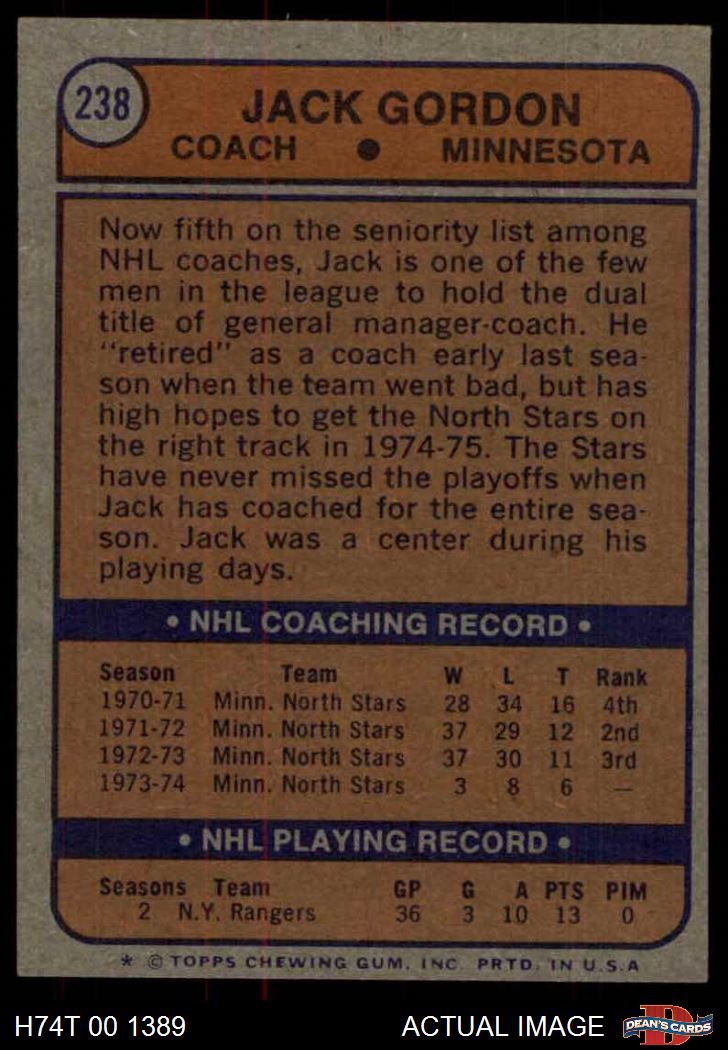 238
JACK GORDON
COACH ● MINNESOTA
Now fifth on the seniority list among
NHL coaches, Jack is one of the few
men in the league to hold the dual
title of general manager-coach. He
"retired" as a coach early last sea-
son when the team went bad, but has
high hopes to get the North Stars on
the right track in 1974-75. The Stars
have never missed the playoffs when
Jack has coached for the entire sea-
son. Jack was a center during his
playing days.
• NHL COACHING RECORD •
Season Team W L T Rank
1970-71 Minn. North Stars 28 34 16 4th
1971-72 Minn. North Stars 37 29 12 2nd
1972-73 Minn. North Stars 37 30 11 3rd
1973-74 Minn. North Stars 3 8 6 —
• NHL PLAYING RECORD •
Seasons Team GP G A PTS PIM
2 N.Y. Rangers 36 3 10 13 0
* © TOPPS CHEWING GUM, INC. PRTD. IN U.S.A
H74T 00 1389 ACTUAL IMAGE D DEAN'S CARDS